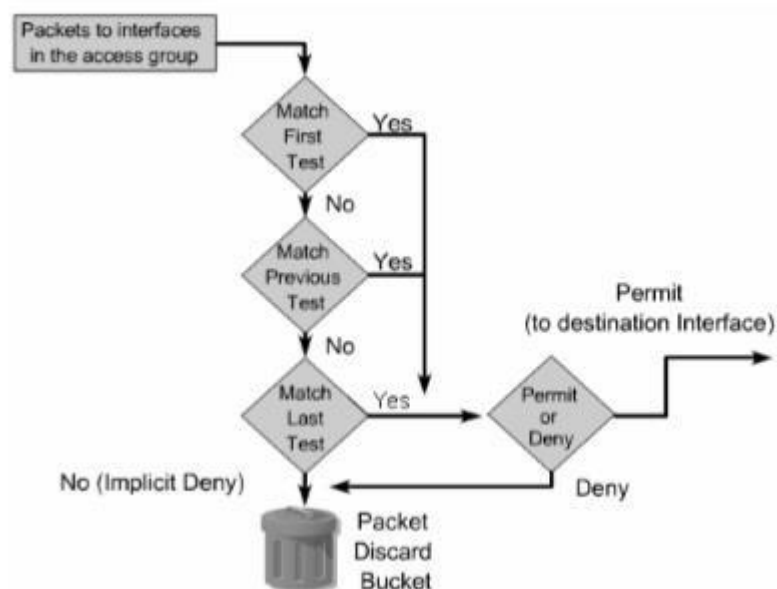 Packets to interfaces
in the access group
Match
First
Test
Yes
No
Match
Previous
Test
Yes
No
Match
Last
Test
Yes
Permit
or
Deny
Permit
(to destination Interface)
No (Implicit Deny)
Deny
Packet
Discard
Bucket